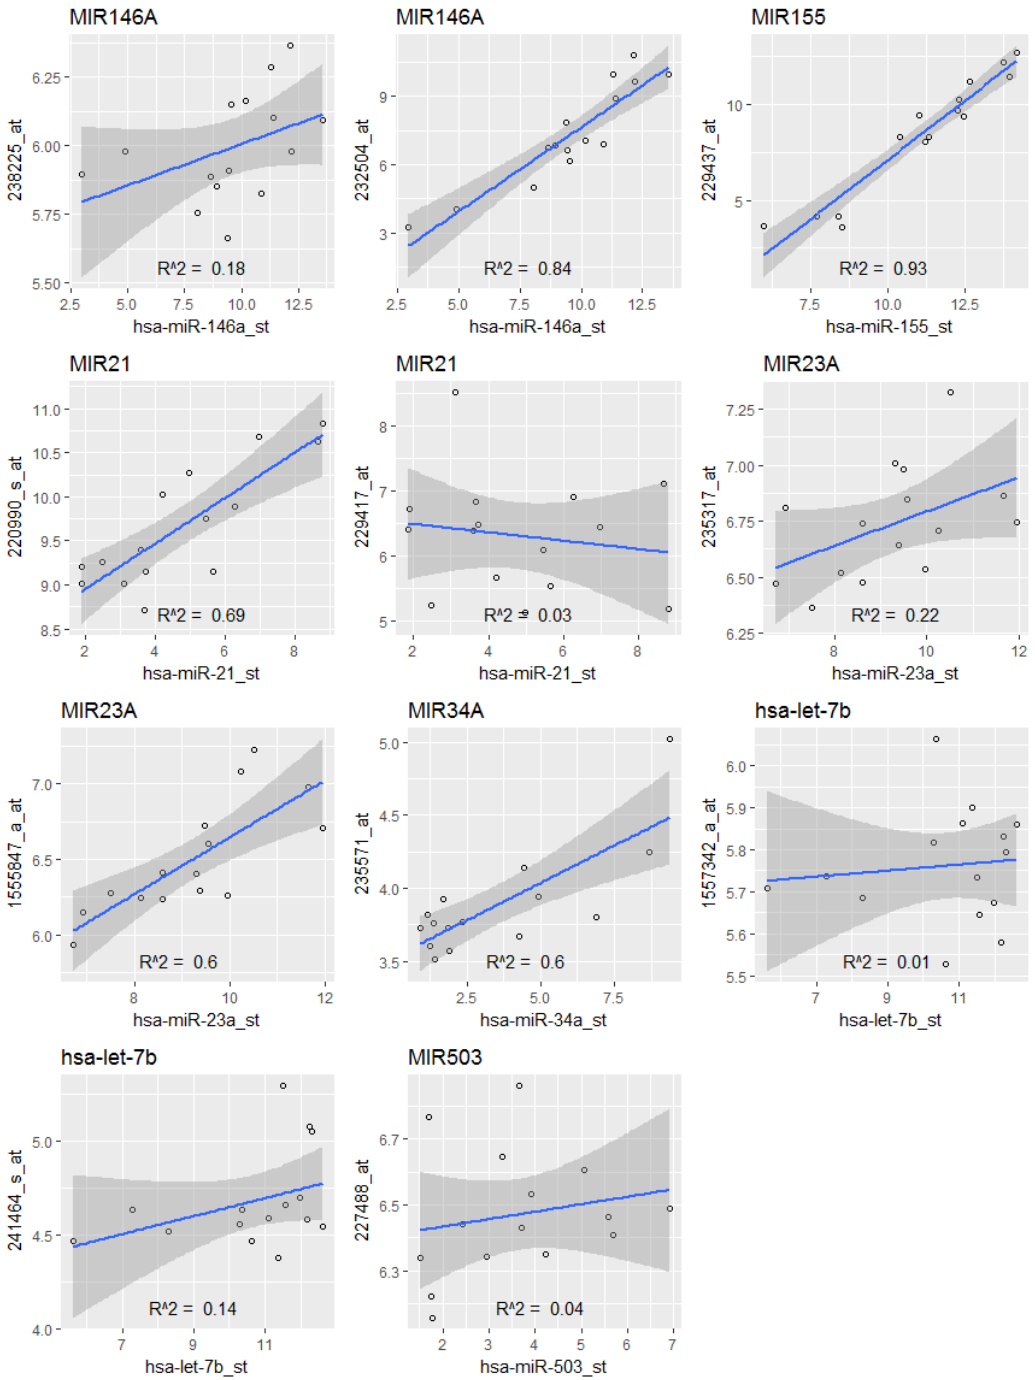 MIR146A
MIR146A
MIR155
238225_at
6.25
6.00
5.75
5.50
R^2 = 0.18
2.5 5.0 7.5 10.0 12.5
hsa-miR-146a_st
232504_at
9
6
3
R^2 = 0.84
2.5 5.0 7.5 10.0 12.5
hsa-miR-146a_st
229437_at
10
5
R^2 = 0.93
7.5 10.0 12.5
hsa-miR-155_st
MIR21
MIR21
MIR23A
220990_s_at
11.0
10.5
10.0
9.5
9.0
8.5
R^2 = 0.69
2 4 6 8
hsa-miR-21_st
229417_at
8
7
6
5
R^2 = 0.03
2 4 6 8
hsa-miR-21_st
235317_at
7.25
7.00
6.75
6.50
6.25
R^2 = 0.22
8 10 12
hsa-miR-23a_st
MIR23A
MIR34A
hsa-let-7b
1555847_a_at
7.0
6.5
6.0
R^2 = 0.6
8 10 12
hsa-miR-23a_st
235571_at
5.0
4.5
4.0
3.5
R^2 = 0.6
2.5 5.0 7.5
hsa-miR-34a_st
1557342_a_at
6.0
5.9
5.8
5.7
5.6
5.5
R^2 = 0.01
7 9 11
hsa-let-7b_st
hsa-let-7b
MIR503
241464_s_at
5.0
4.5
4.0
R^2 = 0.14
7 9 11
hsa-let-7b_st
227488_at
6.7
6.5
6.3
R^2 = 0.04
2 3 4 5 6 7
hsa-miR-503_st